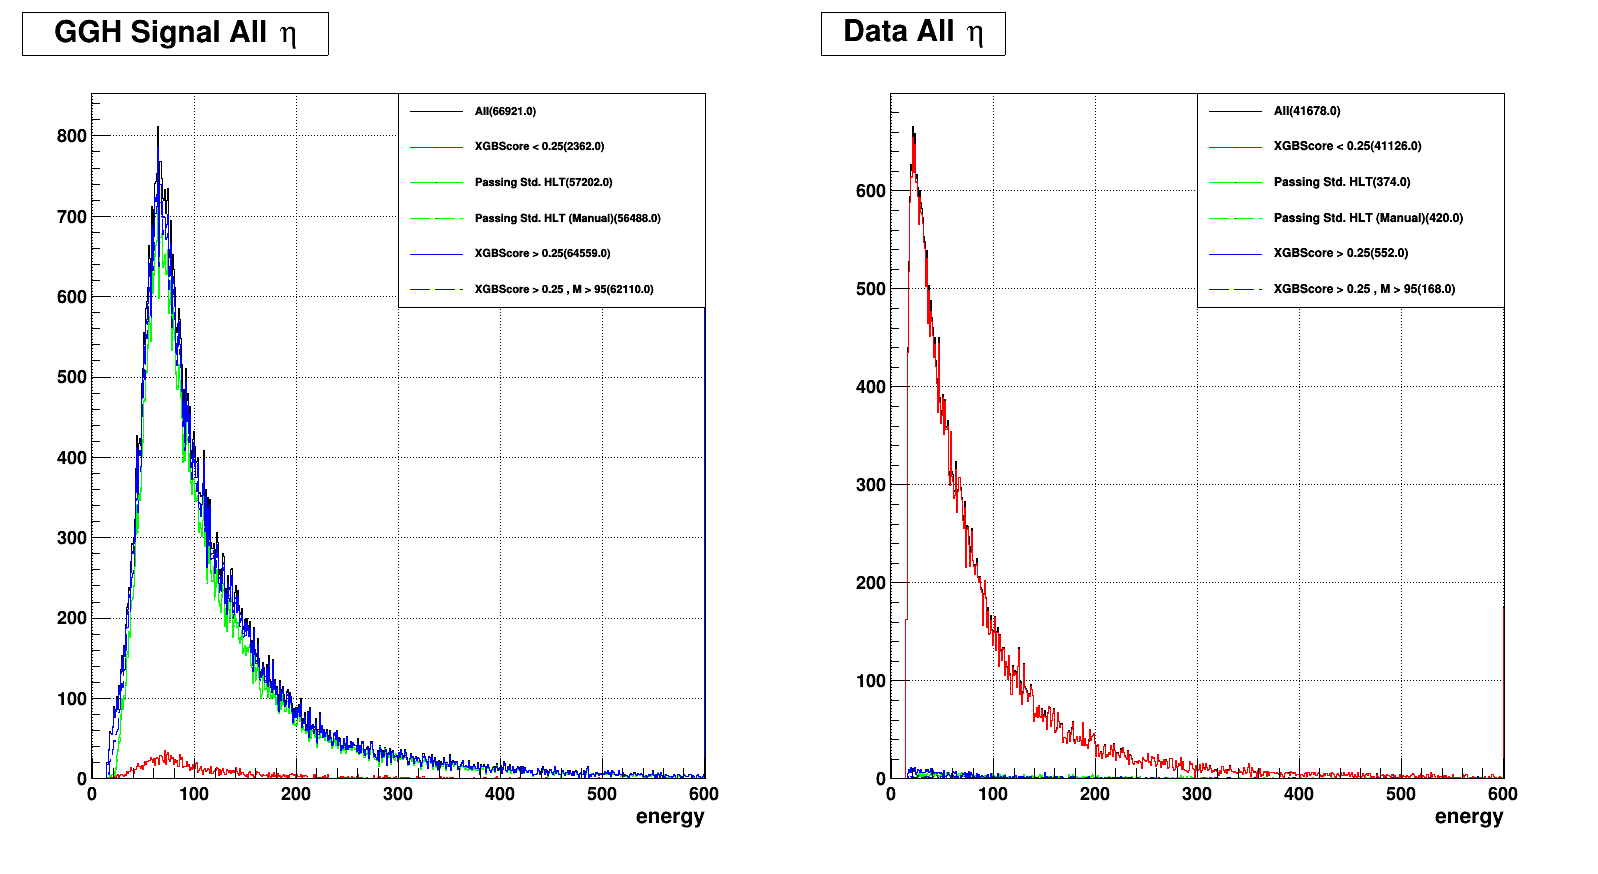 GGH Signal All η
All(66921.0)
XGBScore < 0.25(2362.0)
Passing Std. HLT(57202.0)
Passing Std. HLT (Manual)(56488.0)
XGBScore > 0.25(64559.0)
XGBScore > 0.25 , M > 95(62110.0)
800
700
600
500
400
300
200
100
0
0 100 200 300 400 500 600
energy
Data All η
All(41678.0)
XGBScore < 0.25(41126.0)
Passing Std. HLT(374.0)
Passing Std. HLT (Manual)(420.0)
XGBScore > 0.25(552.0)
XGBScore > 0.25 , M > 95(168.0)
600
500
400
300
200
100
0
0 100 200 300 400 500 600
energy